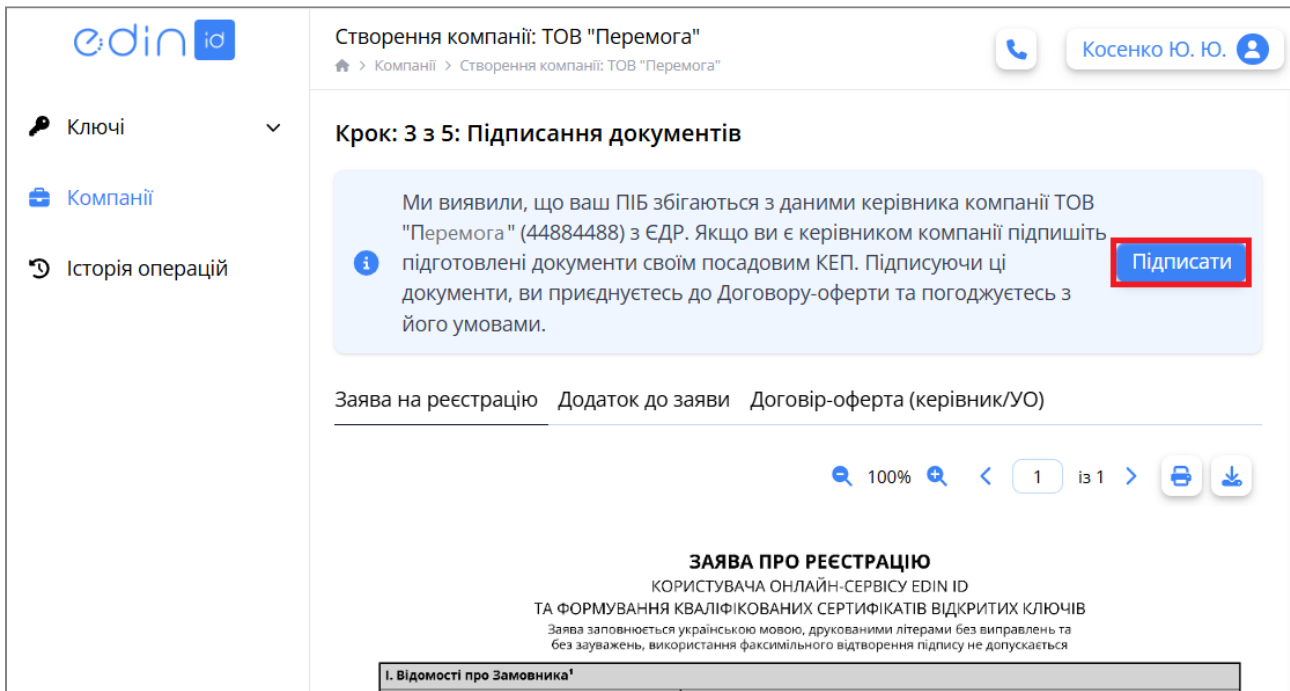 edin id
Створення компанії: ТОВ "Перемога"
> Компанії > Створення компанії: ТОВ "Перемога"
Косенко Ю. Ю.
Ключі
Компанії
Історія операцій
Крок: 3 з 5: Підписання документів
Ми виявили, що ваш ПІБ збігаються з даними керівника компанії ТОВ
"Перемога" (44884488) з ЄДР. Якщо ви є керівником компанії підпишіть
підготовлені документи своїм посадовим КЕП. Підписуючи ці
документи, ви приєднуєтесь до Договору-оферти та погоджуєтесь з
його умовами.
Підписати
Заява на реєстрацію Додаток до заяви Договір-оферта (керівник/УО)
100% 1 із 1
ЗАЯВА ПРО РЕЄСТРАЦІЮ
КОРИСТУВАЧА ОНЛАЙН-СЕРВІСУ EDIN ID
ТА ФОРМУВАННЯ КВАЛІФІКОВАНИХ СЕРТИФІКАТІВ ВІДКРИТИХ КЛЮЧІВ
Заява заповнюється українською мовою, друкованими літерами без виправлень та
без зауважень, використання факсимільного відтворення підпису не допускається
І. Відомості про Замовника¹